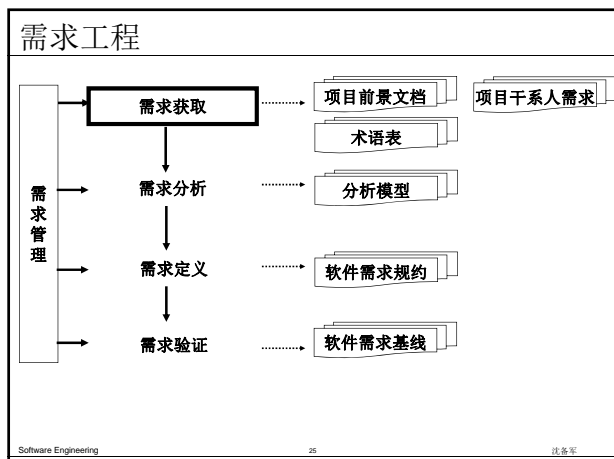 需求工程
需求获取
项目前景文档
项目干系人需求
术语表
需求管理
需求分析
分析模型
需求定义
软件需求规约
需求验证
软件需求基线
Software Engineering
25
沈备军